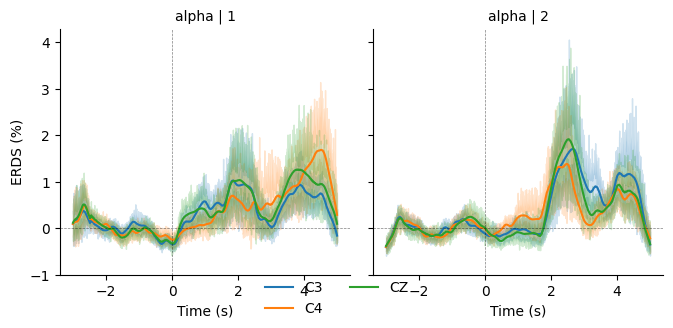 alpha | 1
alpha | 2
ERDS (%)
4
3
2
1
0
−1
−2 0 2 4
−2 0 2 4
Time (s)
Time (s)
C3
CZ
C4